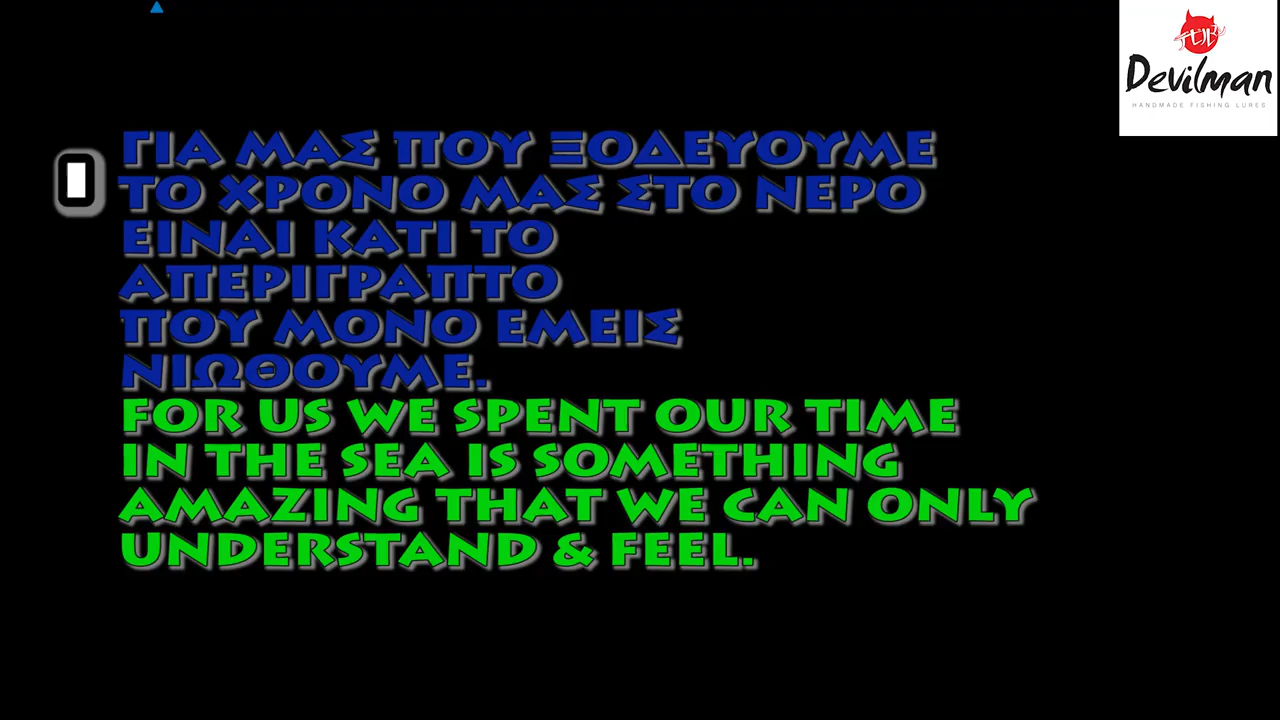 Devilman
HANDMADE FISHING LURES
ΓΙΑ ΜΑΣ ΠΟΥ ΞΟΔΕΥΟΥΜΕ
ΤΟ ΧΡΟΝΟ ΜΑΣ ΣΤΟ ΝΕΡΟ
ΕΙΝΑΙ ΚΑΤΙ ΤΟ
ΑΠΕΡΙΓΡΑΠΤΟ
ΠΟΥ ΜΟΝΟ ΕΜΕΙΣ
ΝΙΩΘΟΥΜΕ.
FOR US WE SPENT OUR TIME
IN THE SEA IS SOMETHING
AMAZING THAT WE CAN ONLY
UNDERSTAND & FEEL.